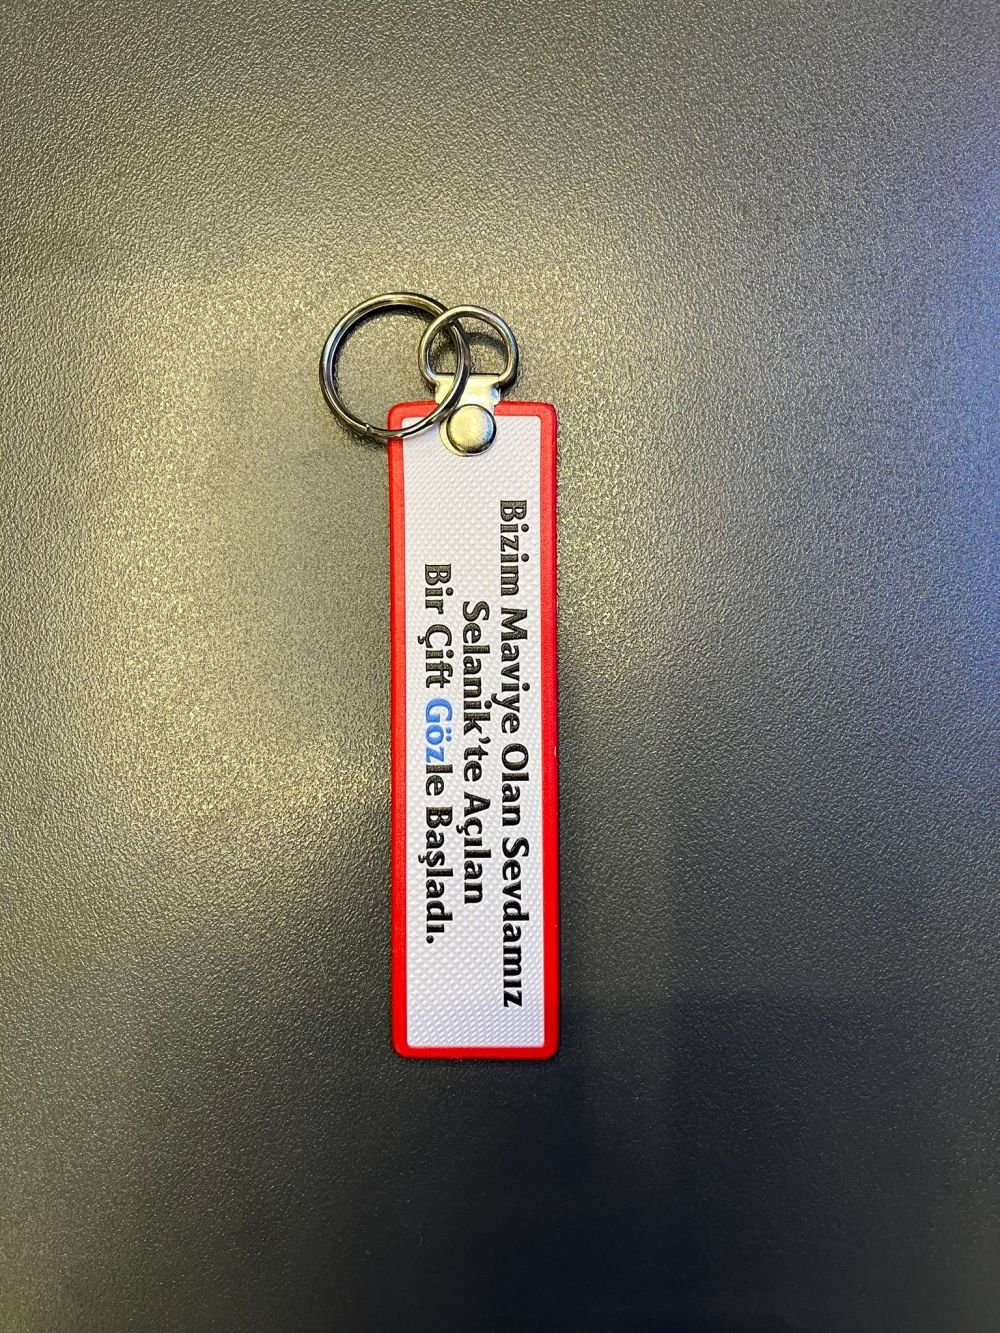 Bizim Maviye Olan Sevdamız
Selanik'te Açılan
Bir Çift Gözle Başladı.